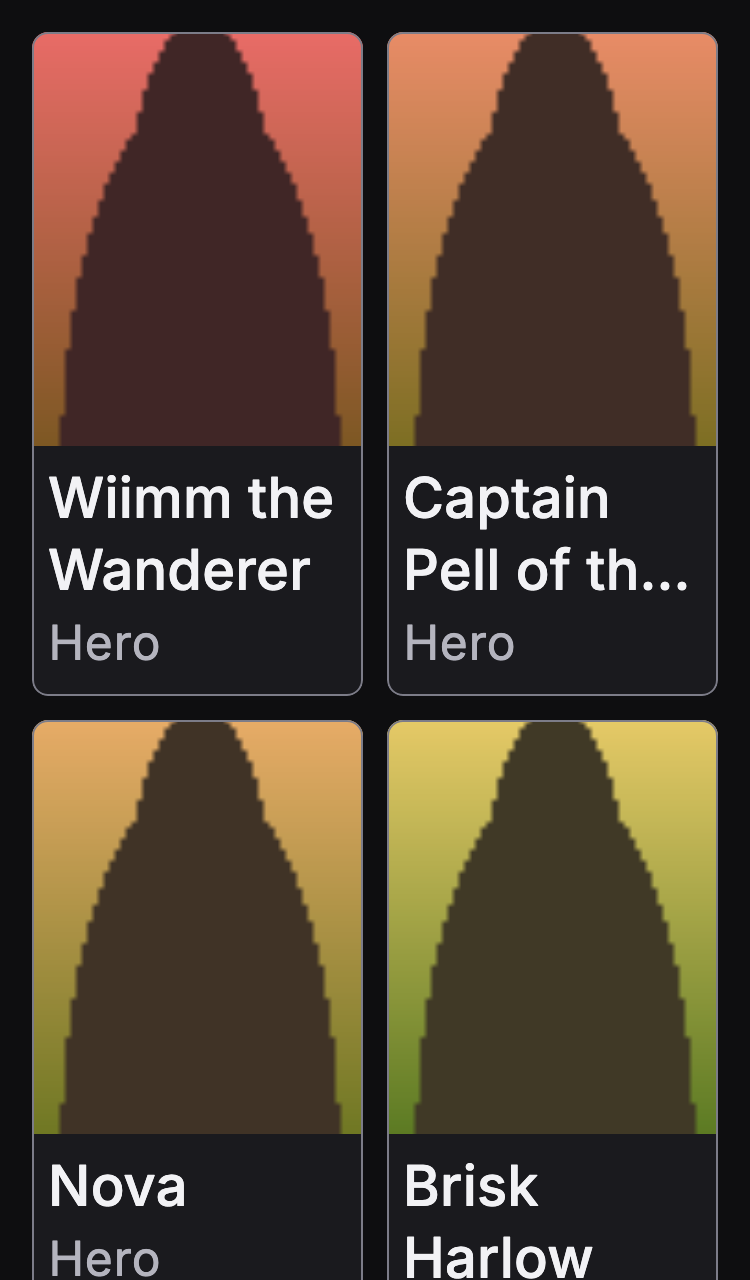 Wiimm the
Wanderer
Hero
Captain
Pell of th...
Hero
Nova
Hero
Brisk
Harlow